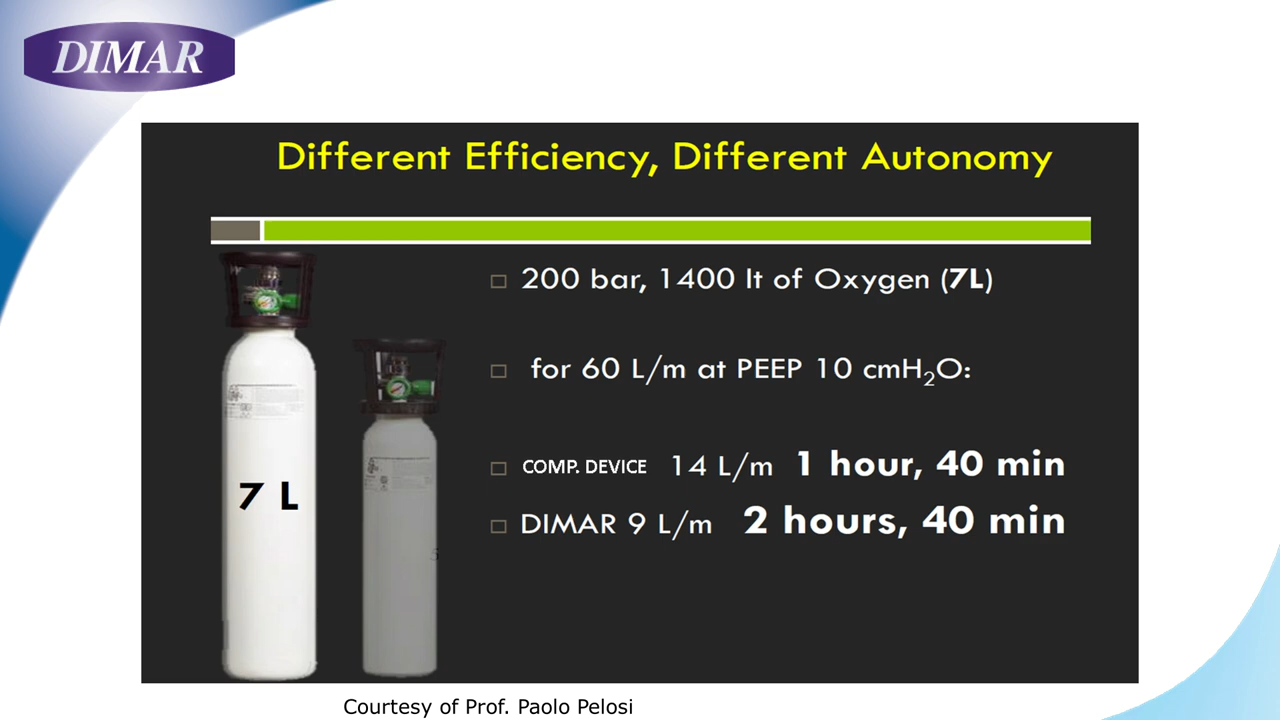 DIMAR
Different Efficiency, Different Autonomy
200 bar, 1400 lt of Oxygen (7L)
for 60 L/m at PEEP 10 cmH₂O:
COMP. DEVICE 14 L/m 1 hour, 40 min
DIMAR 9 L/m 2 hours, 40 min
7 L
Courtesy of Prof. Paolo Pelosi